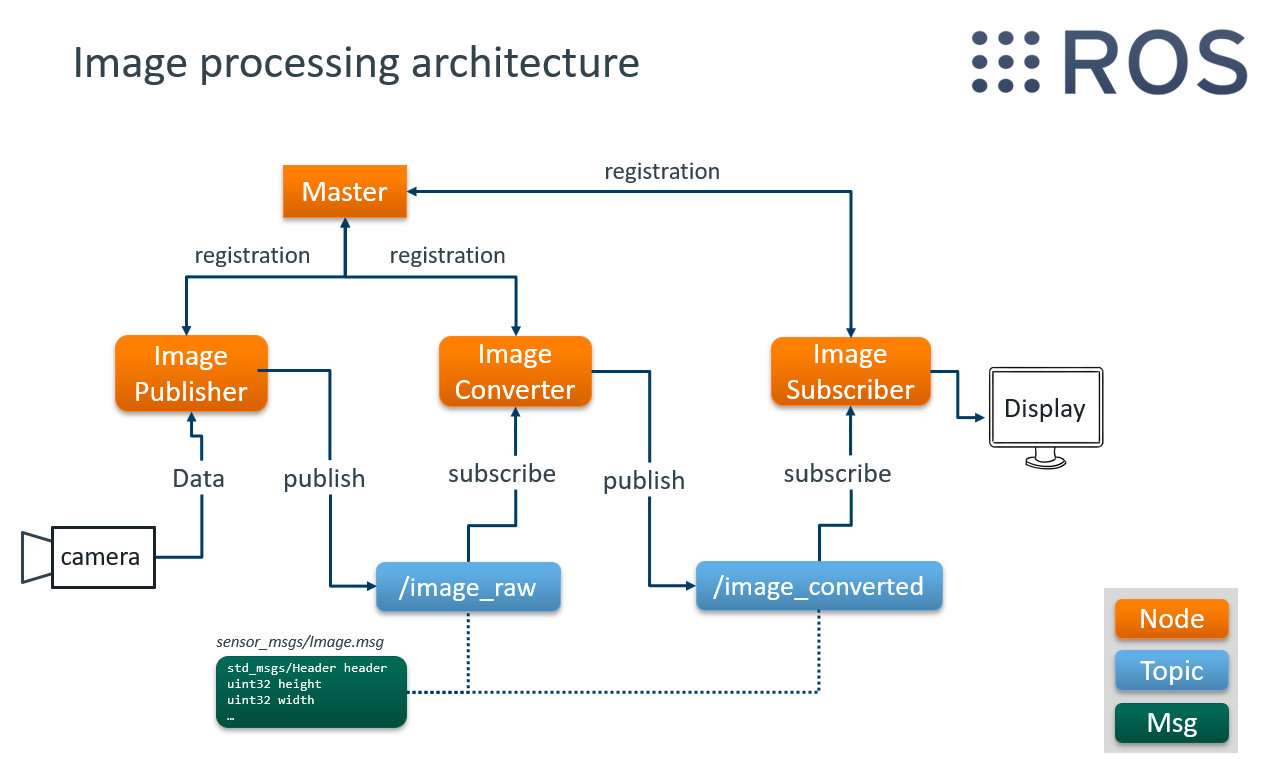 Image processing architecture
ROS
Master
registration
registration
registration
Image
Publisher
Image
Converter
Image
Subscriber
Display
Data
publish
subscribe
publish
subscribe
camera
/image_raw
/image_converted
sensor_msgs/Image.msg
std_msgs/Header header
uint32 height
uint32 width
…
Node
Topic
Msg